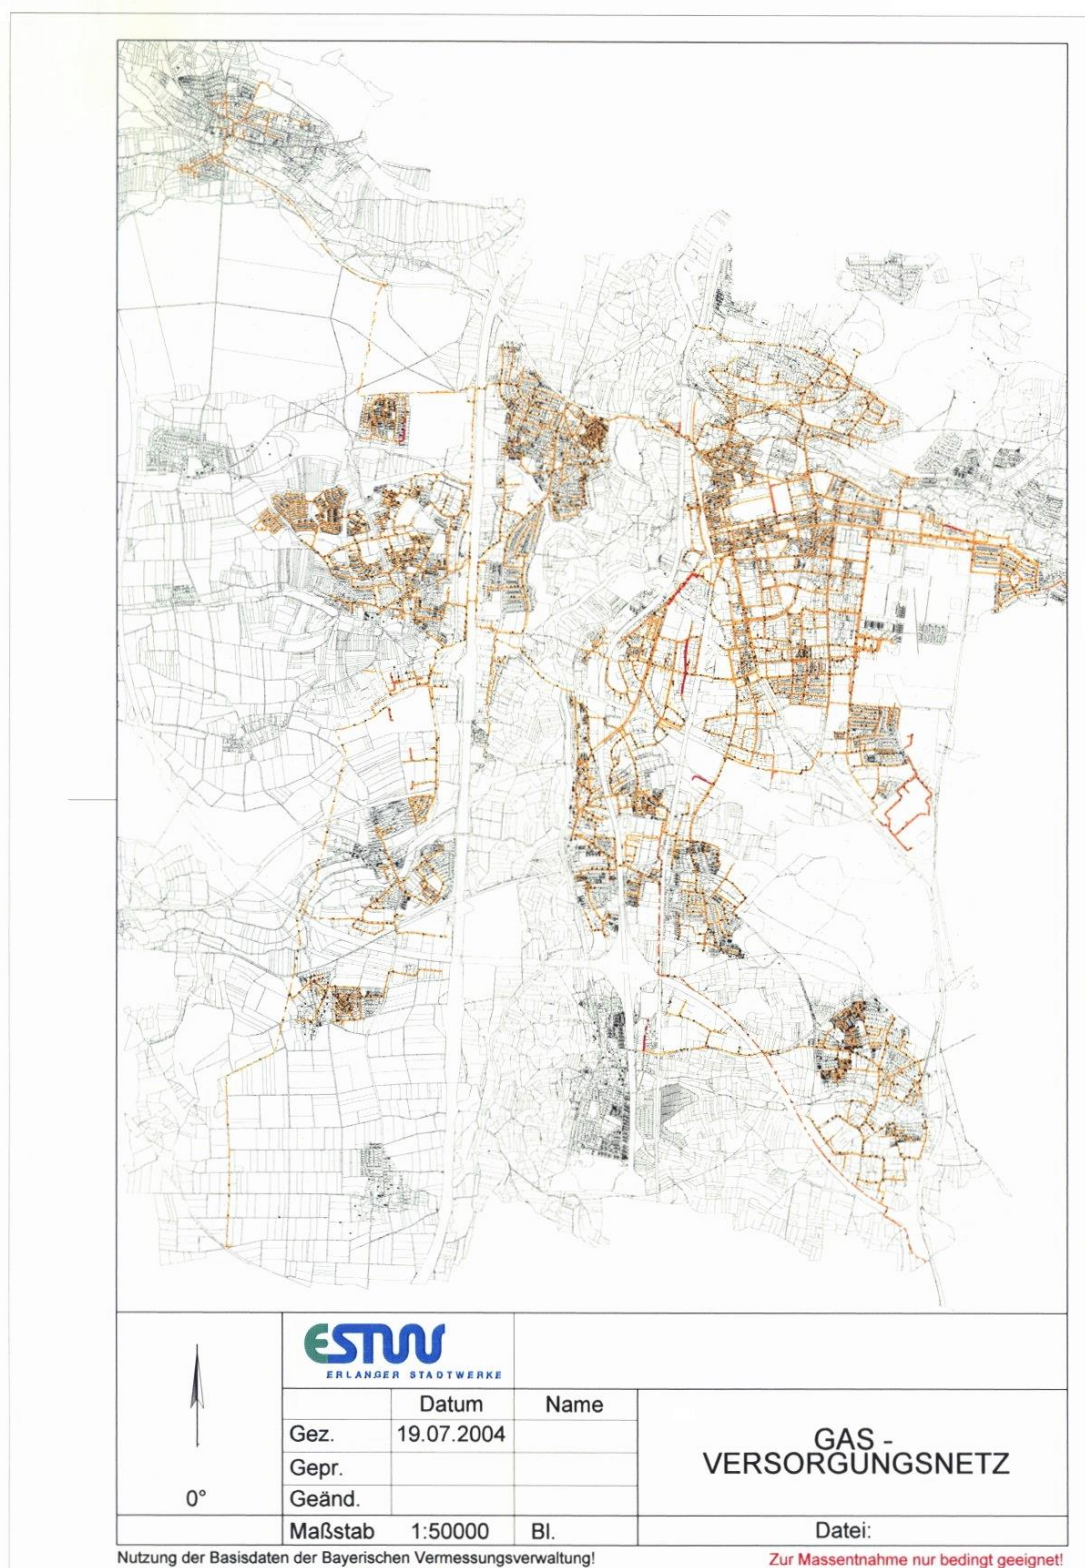 ESTW
ERLANGER STADTWERKE
Datum
Name
Gez.
19.07.2004
Gepr.
Geänd.
Maßstab
1:50000
Bl.
0°
GAS -
VERSORGUNGSNETZ
Datei:
Nutzung der Basisdaten der Bayerischen Vermessungsverwaltung!
Zur Massentnahme nur bedingt geeignet!